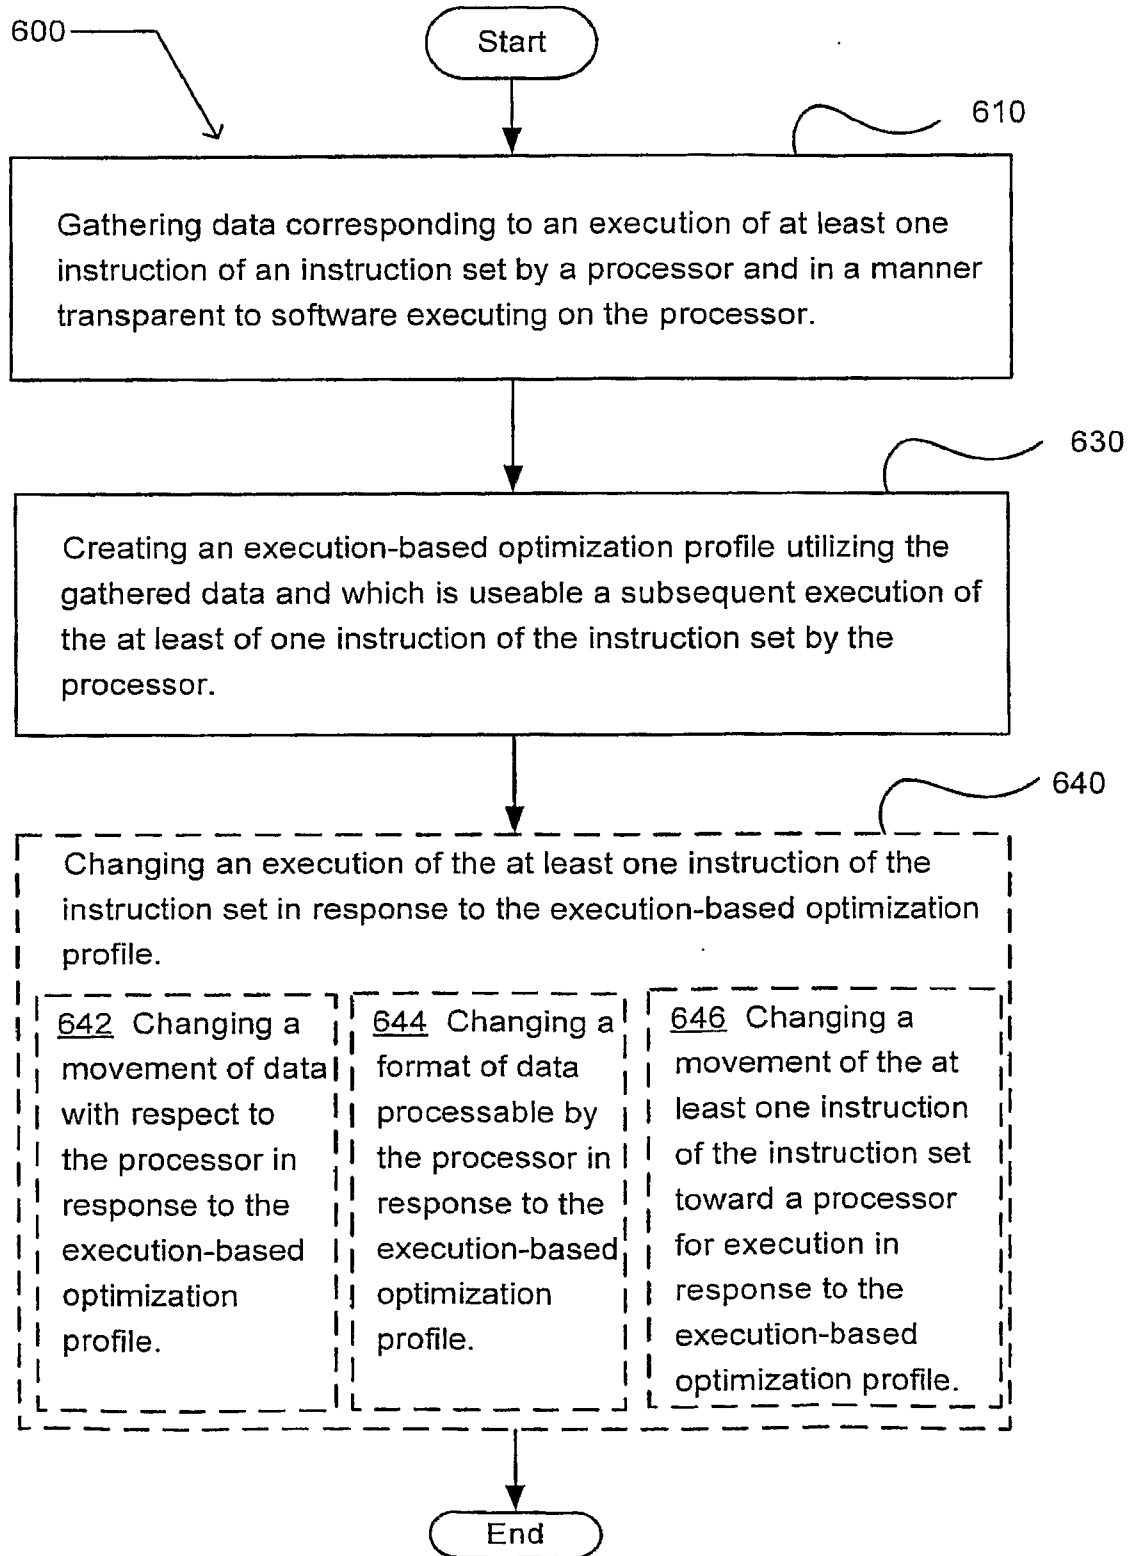 600
Start
610
Gathering data corresponding to an execution of at least one
instruction of an instruction set by a processor and in a manner
transparent to software executing on the processor.
630
Creating an execution-based optimization profile utilizing the
gathered data and which is useable a subsequent execution of
the at least of one instruction of the instruction set by the
processor.
640
Changing an execution of the at least one instruction of the
instruction set in response to the execution-based optimization
profile.
642 Changing a
movement of data
with respect to
the processor in
response to the
execution-based
optimization
profile.
644 Changing a
format of data
processable by
the processor in
response to the
execution-based
optimization
profile.
646 Changing a
movement of the at
least one instruction
of the instruction set
toward a processor
for execution in
response to the
execution-based
optimization profile.
End